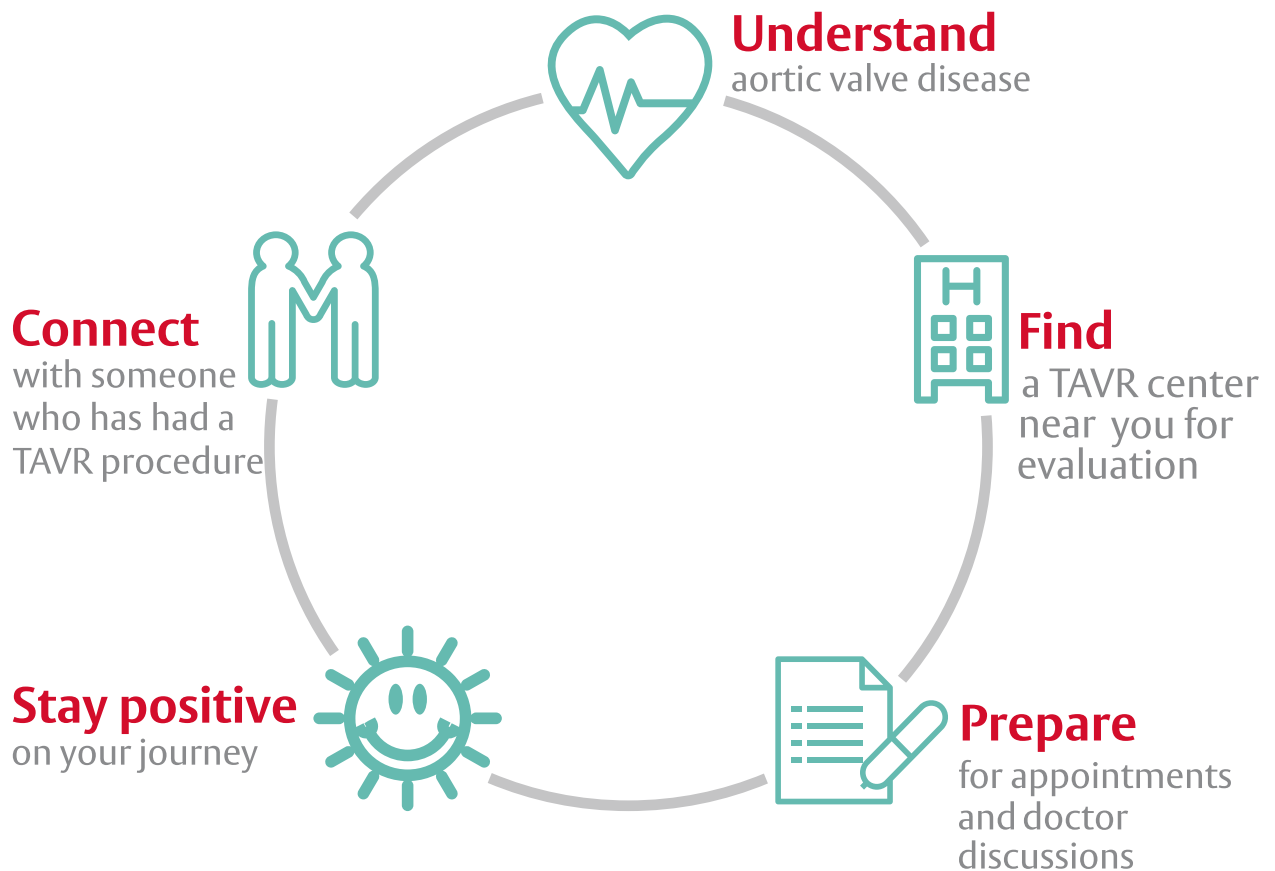 Understand
aortic valve disease
Find
a TAVR center
near you for
evaluation
Prepare
for appointments
and doctor
discussions
Stay positive
on your journey
Connect
with someone
who has had a
TAVR procedure
H